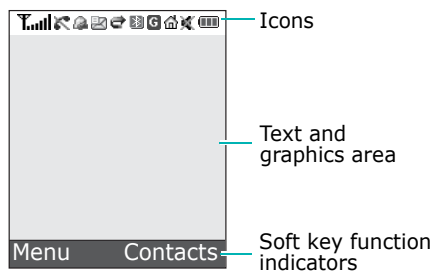 Icons
Text and
graphics area
Menu Contacts
Soft key function
indicators